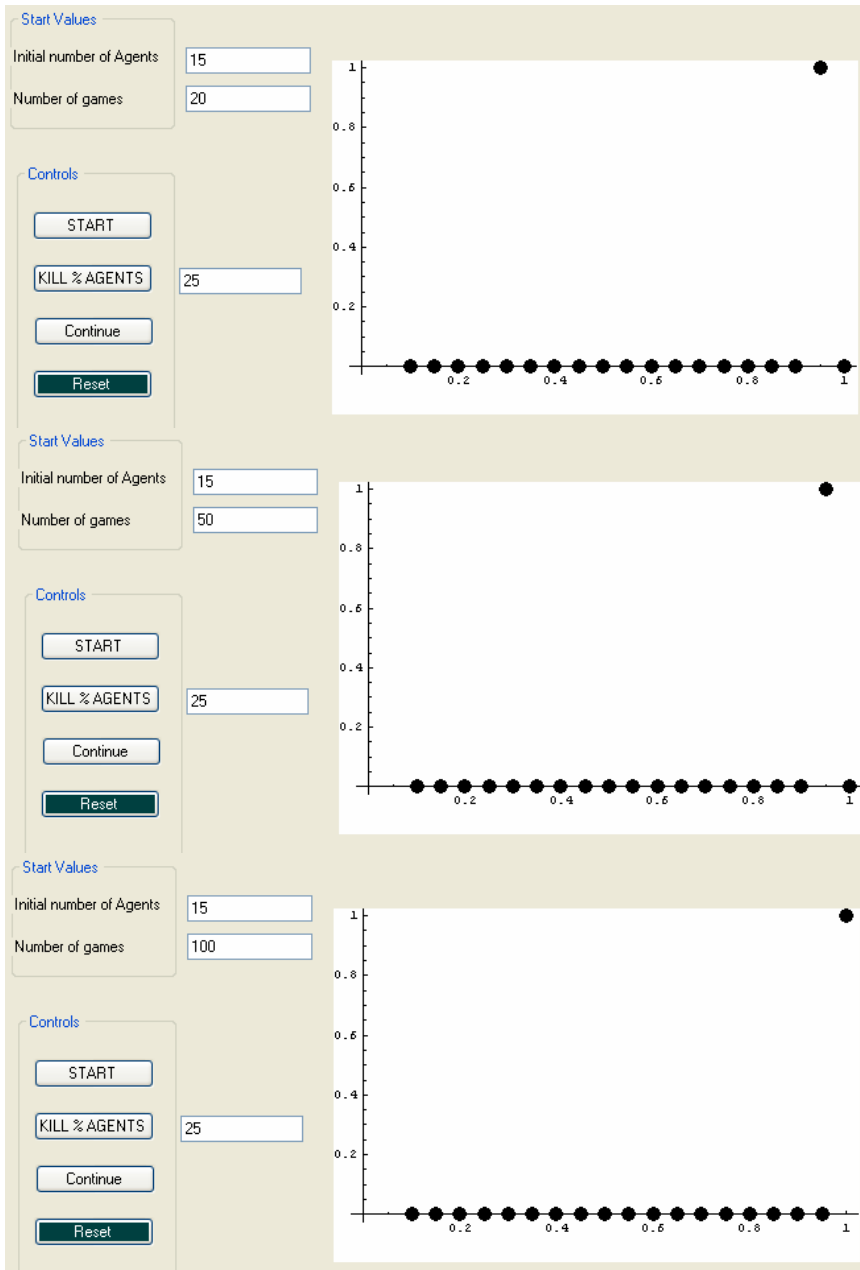 Start Values
Initial number of Agents 15
Number of games 20
Controls
START
KILL % AGENTS 25
Continue
Reset
1
0.8
0.6
0.4
0.2
0.2 0.4 0.6 0.8 1
Start Values
Initial number of Agents 15
Number of games 50
Controls
START
KILL % AGENTS 25
Continue
Reset
1
0.8
0.6
0.4
0.2
0.2 0.4 0.6 0.8 1
Start Values
Initial number of Agents 15
Number of games 100
Controls
START
KILL % AGENTS 25
Continue
Reset
1
0.8
0.6
0.4
0.2
0.2 0.4 0.6 0.8 1